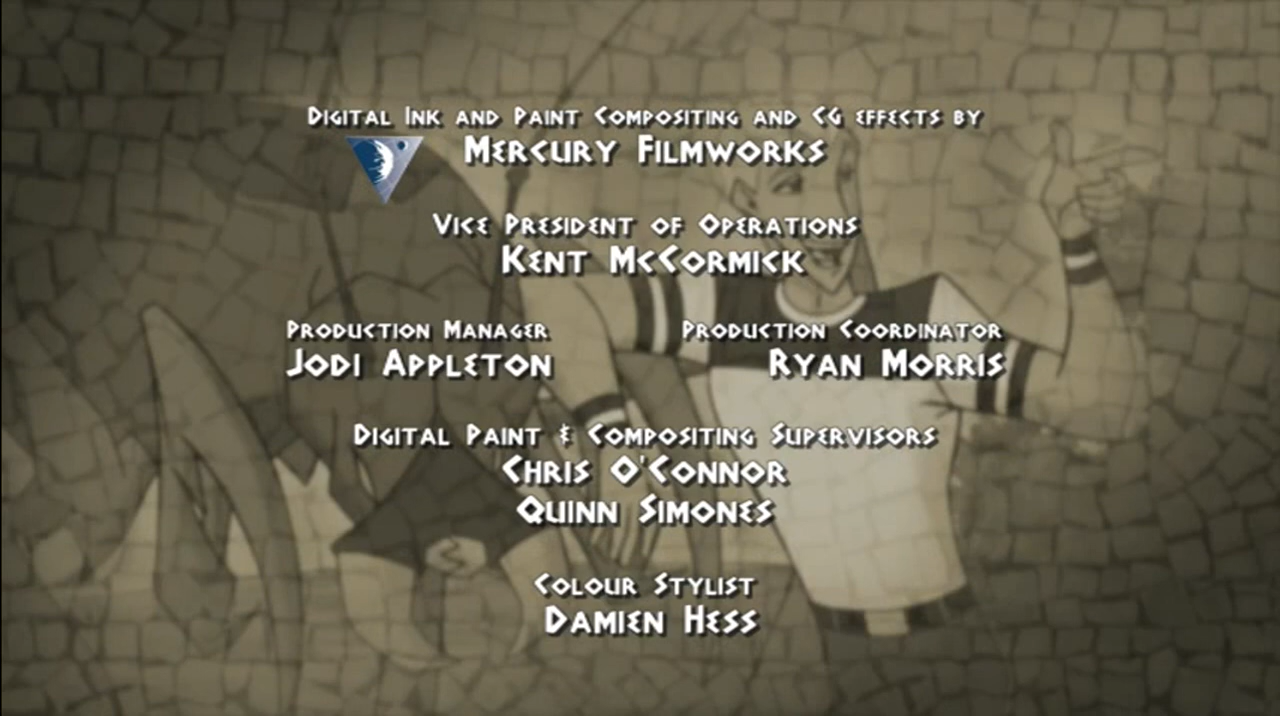 Digital Ink and Paint Compositing and CG effects by
Mercury Filmworks
Vice President of Operations
Kent McCormick
Production Manager
Jodi Appleton
Production Coordinator
Ryan Morris
Digital Paint & Compositing Supervisors
Chris O'Connor
Quinn Simones
Colour Stylist
Damien Hess